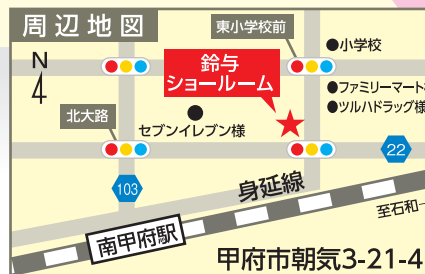 周辺地図
東小学校前
N
4
●小学校
鈴与
ショールーム
●ファミリーマート
●ツルハドラッグ様
北大路
セブンイレブン様
22
103
身延線
至石和
南甲府駅
甲府市朝気3-21-4